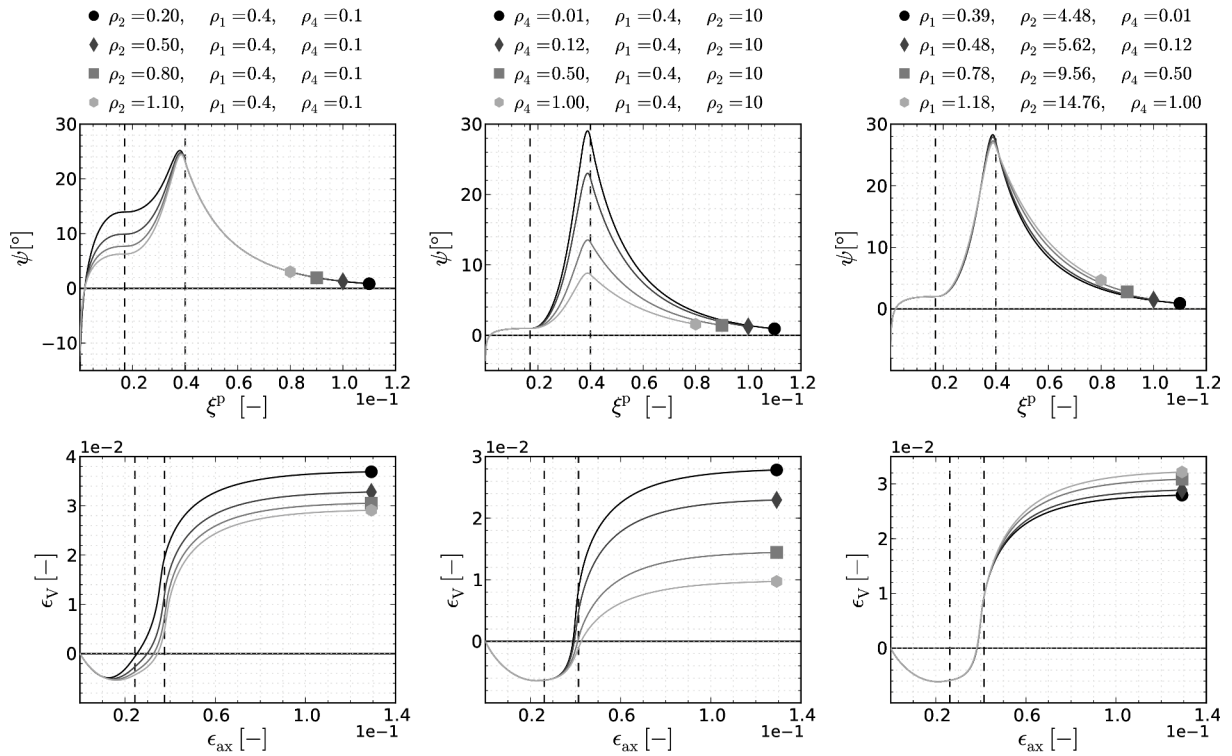 ρ₂ =0.20, ρ₁ =0.4, ρ₄ =0.1
ρ₂ =0.50, ρ₁ =0.4, ρ₄ =0.1
ρ₂ =0.80, ρ₁ =0.4, ρ₄ =0.1
ρ₂ =1.10, ρ₁ =0.4, ρ₄ =0.1
ρ₄ =0.01, ρ₁ =0.4, ρ₂ =10
ρ₄ =0.12, ρ₁ =0.4, ρ₂ =10
ρ₄ =0.50, ρ₁ =0.4, ρ₂ =10
ρ₄ =1.00, ρ₁ =0.4, ρ₂ =10
ρ₁ =0.39, ρ₂ =4.48, ρ₄ =0.01
ρ₁ =0.48, ρ₂ =5.62, ρ₄ =0.12
ρ₁ =0.78, ρ₂ =9.56, ρ₄ =0.50
ρ₁ =1.18, ρ₂ =14.76, ρ₄ =1.00
30
20
10
0
−10
ψ[°]
0.2 0.4 0.6 0.8 1.0 1.2
1e-1
ξᵖ [−]
30
25
20
15
10
5
0
−5
ψ[°]
0.2 0.4 0.6 0.8 1.0 1.2
1e-1
ξᵖ [−]
30
20
10
0
ψ[°]
0.2 0.4 0.6 0.8 1.0 1.2
1e-1
ξᵖ [−]
1e-2
4
3
2
1
0
ϵ_V [−]
0.2 0.6 1.0 1.4
1e-1
ϵ_ax [−]
1e-2
3
2
1
0
−1
ϵ_V [−]
0.2 0.6 1.0 1.4
1e-1
ϵ_ax [−]
1e-2
3
2
1
0
ϵ_V [−]
0.2 0.6 1.0 1.4
1e-1
ϵ_ax [−]